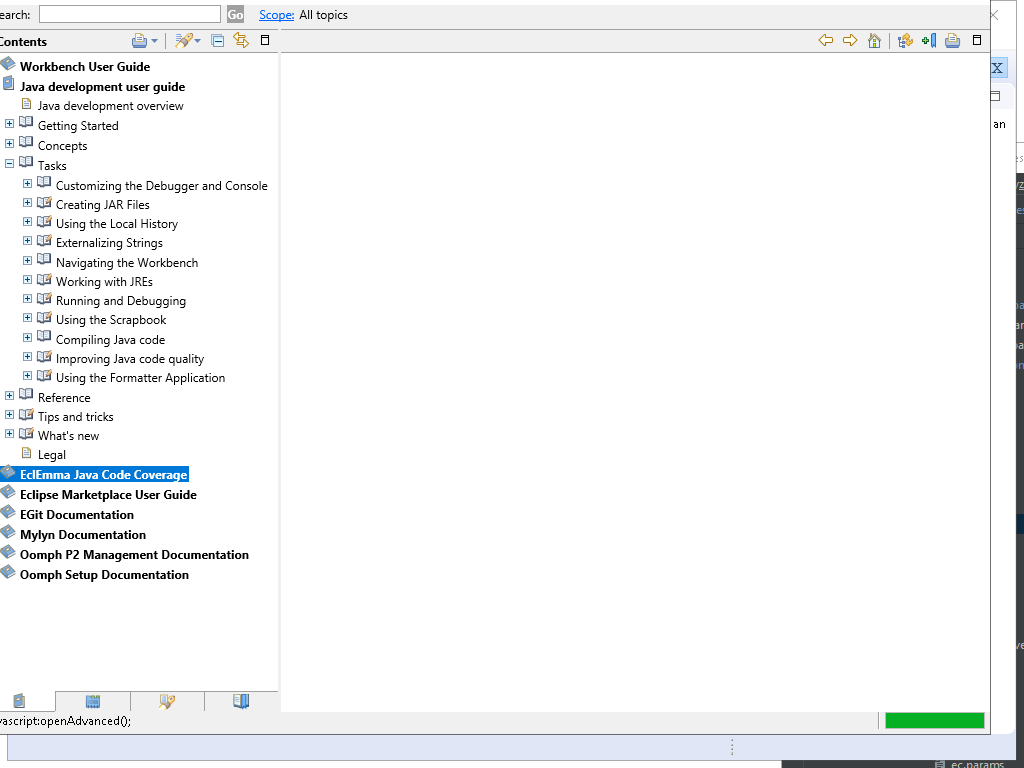 earch: Go Scope: All topics
Contents
Workbench User Guide
Java development user guide
Java development overview
Getting Started
Concepts
Tasks
Customizing the Debugger and Console
Creating JAR Files
Using the Local History
Externalizing Strings
Navigating the Workbench
Working with JREs
Running and Debugging
Using the Scrapbook
Compiling Java code
Improving Java code quality
Using the Formatter Application
Reference
Tips and tricks
What's new
Legal
EclEmma Java Code Coverage
Eclipse Marketplace User Guide
EGit Documentation
Mylyn Documentation
Oomph P2 Management Documentation
Oomph Setup Documentation
vascript:openAdvanced();
X
an
ec.params